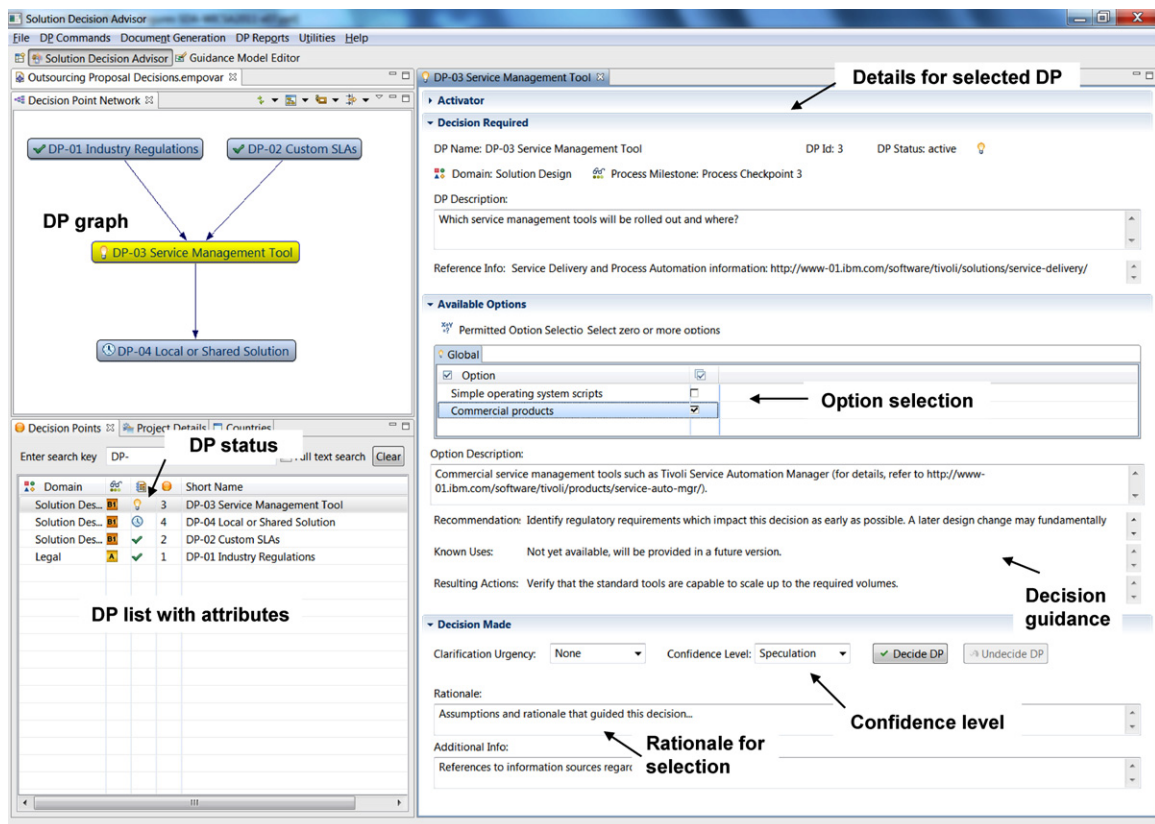 Solution Decision Advisor
File DP Commands Document Generation DP Reports Utilities Help
Solution Decision Advisor Guidance Model Editor
Outsourcing Proposal Decisions.empovar
Decision Point Network
DP-01 Industry Regulations
DP-02 Custom SLAs
DP graph
DP-03 Service Management Tool
DP-04 Local or Shared Solution
Decision Points Project Details Countries
DP status
Enter search key DP- Full text search Clear
Domain Short Name
Solution Des... B1 3 DP-03 Service Management Tool
Solution Des... B1 4 DP-04 Local or Shared Solution
Solution Des... B1 2 DP-02 Custom SLAs
Legal A 1 DP-01 Industry Regulations
DP list with attributes
DP-03 Service Management Tool
Details for selected DP
Activator
Decision Required
DP Name: DP-03 Service Management Tool DP Id: 3 DP Status: active
Domain: Solution Design Process Milestone: Process Checkpoint 3
DP Description:
Which service management tools will be rolled out and where?
Reference Info: Service Delivery and Process Automation information: http://www-01.ibm.com/software/tivoli/solutions/service-delivery/
Available Options
Permitted Option Selectio Select zero or more options
Global
Option
Simple operating system scripts
Commercial products
Option selection
Option Description:
Commercial service management tools such as Tivoli Service Automation Manager (for details, refer to http://www-
01.ibm.com/software/tivoli/products/service-auto-mgr/).
Recommendation: Identify regulatory requirements which impact this decision as early as possible. A later design change may fundamentally
Known Uses: Not yet available, will be provided in a future version.
Resulting Actions: Verify that the standard tools are capable to scale up to the required volumes.
Decision
guidance
Decision Made
Clarification Urgency: None Confidence Level: Speculation Decide DP Undecide DP
Rationale:
Assumptions and rationale that guided this decision...
Confidence level
Additional Info:
Rationale for
selection
References to information sources regard